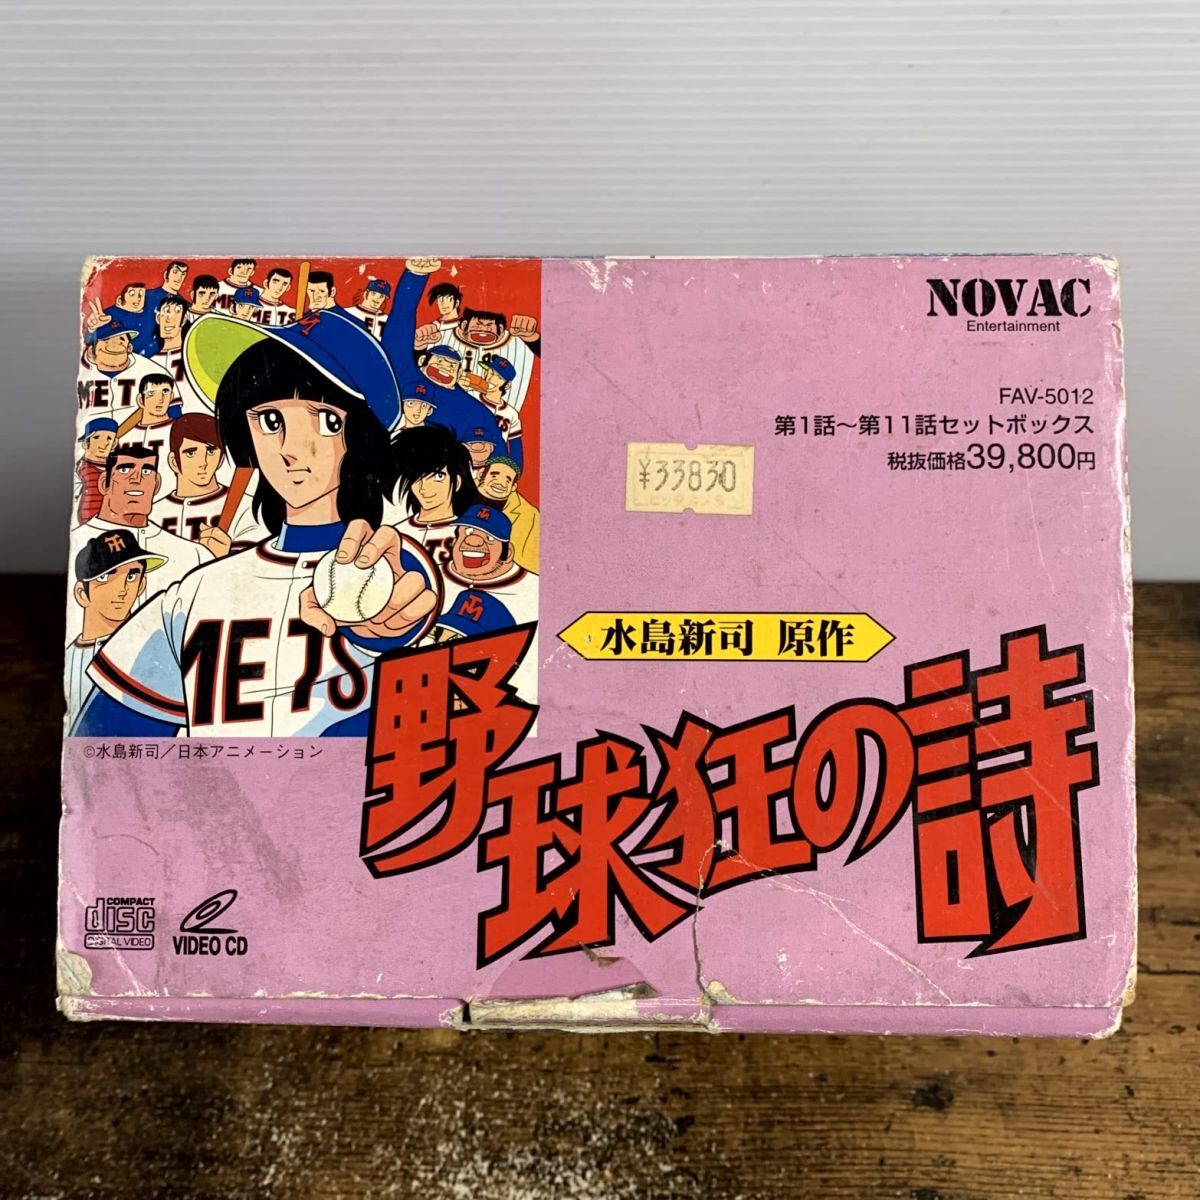 NOVAC
Entertainment
FAV-5012
第1話～第11話セットボックス
税抜価格39,800円
¥33830
METS
水島新司 原作
野球狂の詩
©水島新司／日本アニメーション
COMPACT
disc
DIGITAL VIDEO
VIDEO CD